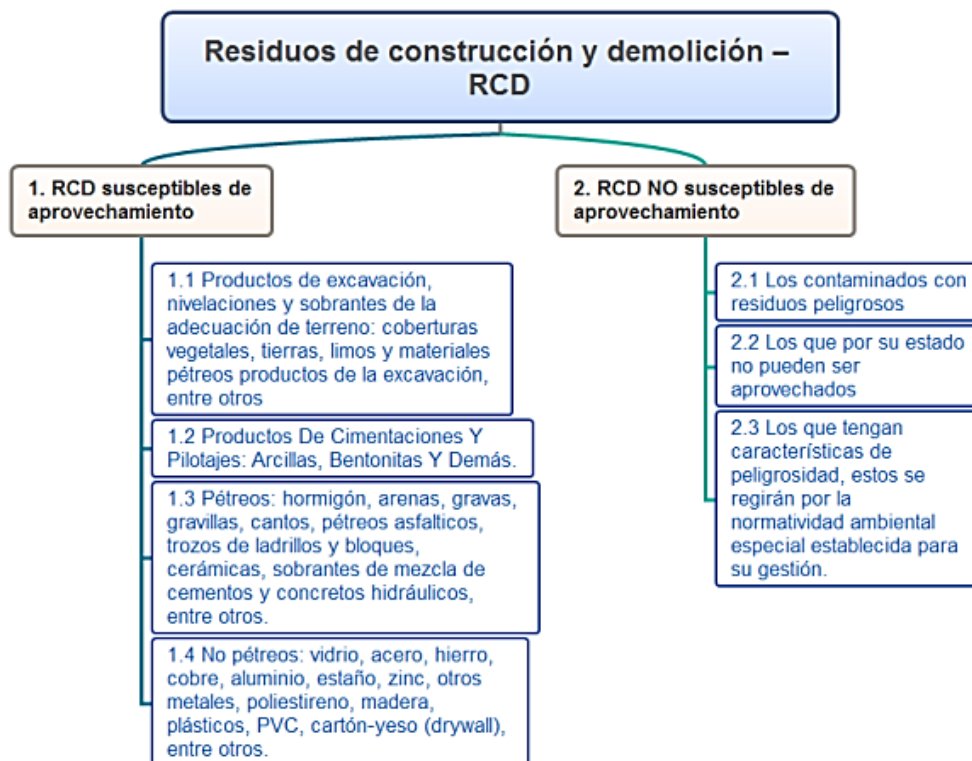 Residuos de construcción y demolición –
RCD
1. RCD susceptibles de
aprovechamiento
1.1 Productos de excavación,
nivelaciones y sobrantes de la
adecuación de terreno: coberturas
vegetales, tierras, limos y materiales
pétreos productos de la excavación,
entre otros
1.2 Productos De Cimentaciones Y
Pilotajes: Arcillas, Bentonitas Y Demás.
1.3 Pétreos: hormigón, arenas, gravas,
gravillas, cantos, pétreos asfalticos,
trozos de ladrillos y bloques,
cerámicas, sobrantes de mezcla de
cementos y concretos hidráulicos,
entre otros.
1.4 No pétreos: vidrio, acero, hierro,
cobre, aluminio, estaño, zinc, otros
metales, poliestireno, madera,
plásticos, PVC, cartón-yeso (drywall),
entre otros.
2. RCD NO susceptibles de
aprovechamiento
2.1 Los contaminados con
residuos peligrosos
2.2 Los que por su estado
no pueden ser
aprovechados
2.3 Los que tengan
características de
peligrosidad, estos se
regirán por la
normatividad ambiental
especial establecida para
su gestión.